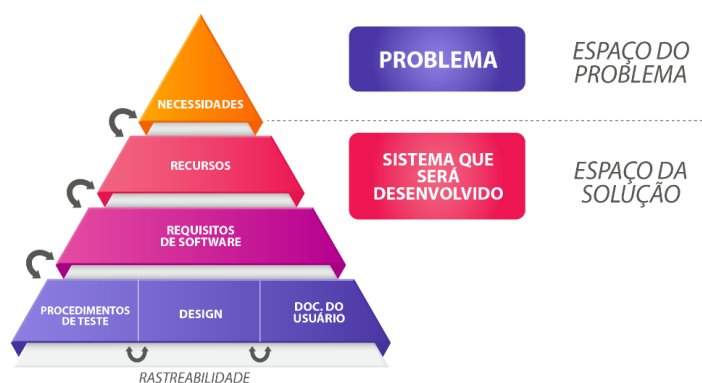 NECESSIDADES
PROBLEMA
ESPAÇO DO
PROBLEMA
RECURSOS
SISTEMA QUE
SERÁ
DESENVOLVIDO
ESPAÇO DA
SOLUÇÃO
REQUISITOS
DE SOFTWARE
PROCEDIMENTOS
DE TESTE
DESIGN
DOC. DO
USUÁRIO
RASTREABILIDADE